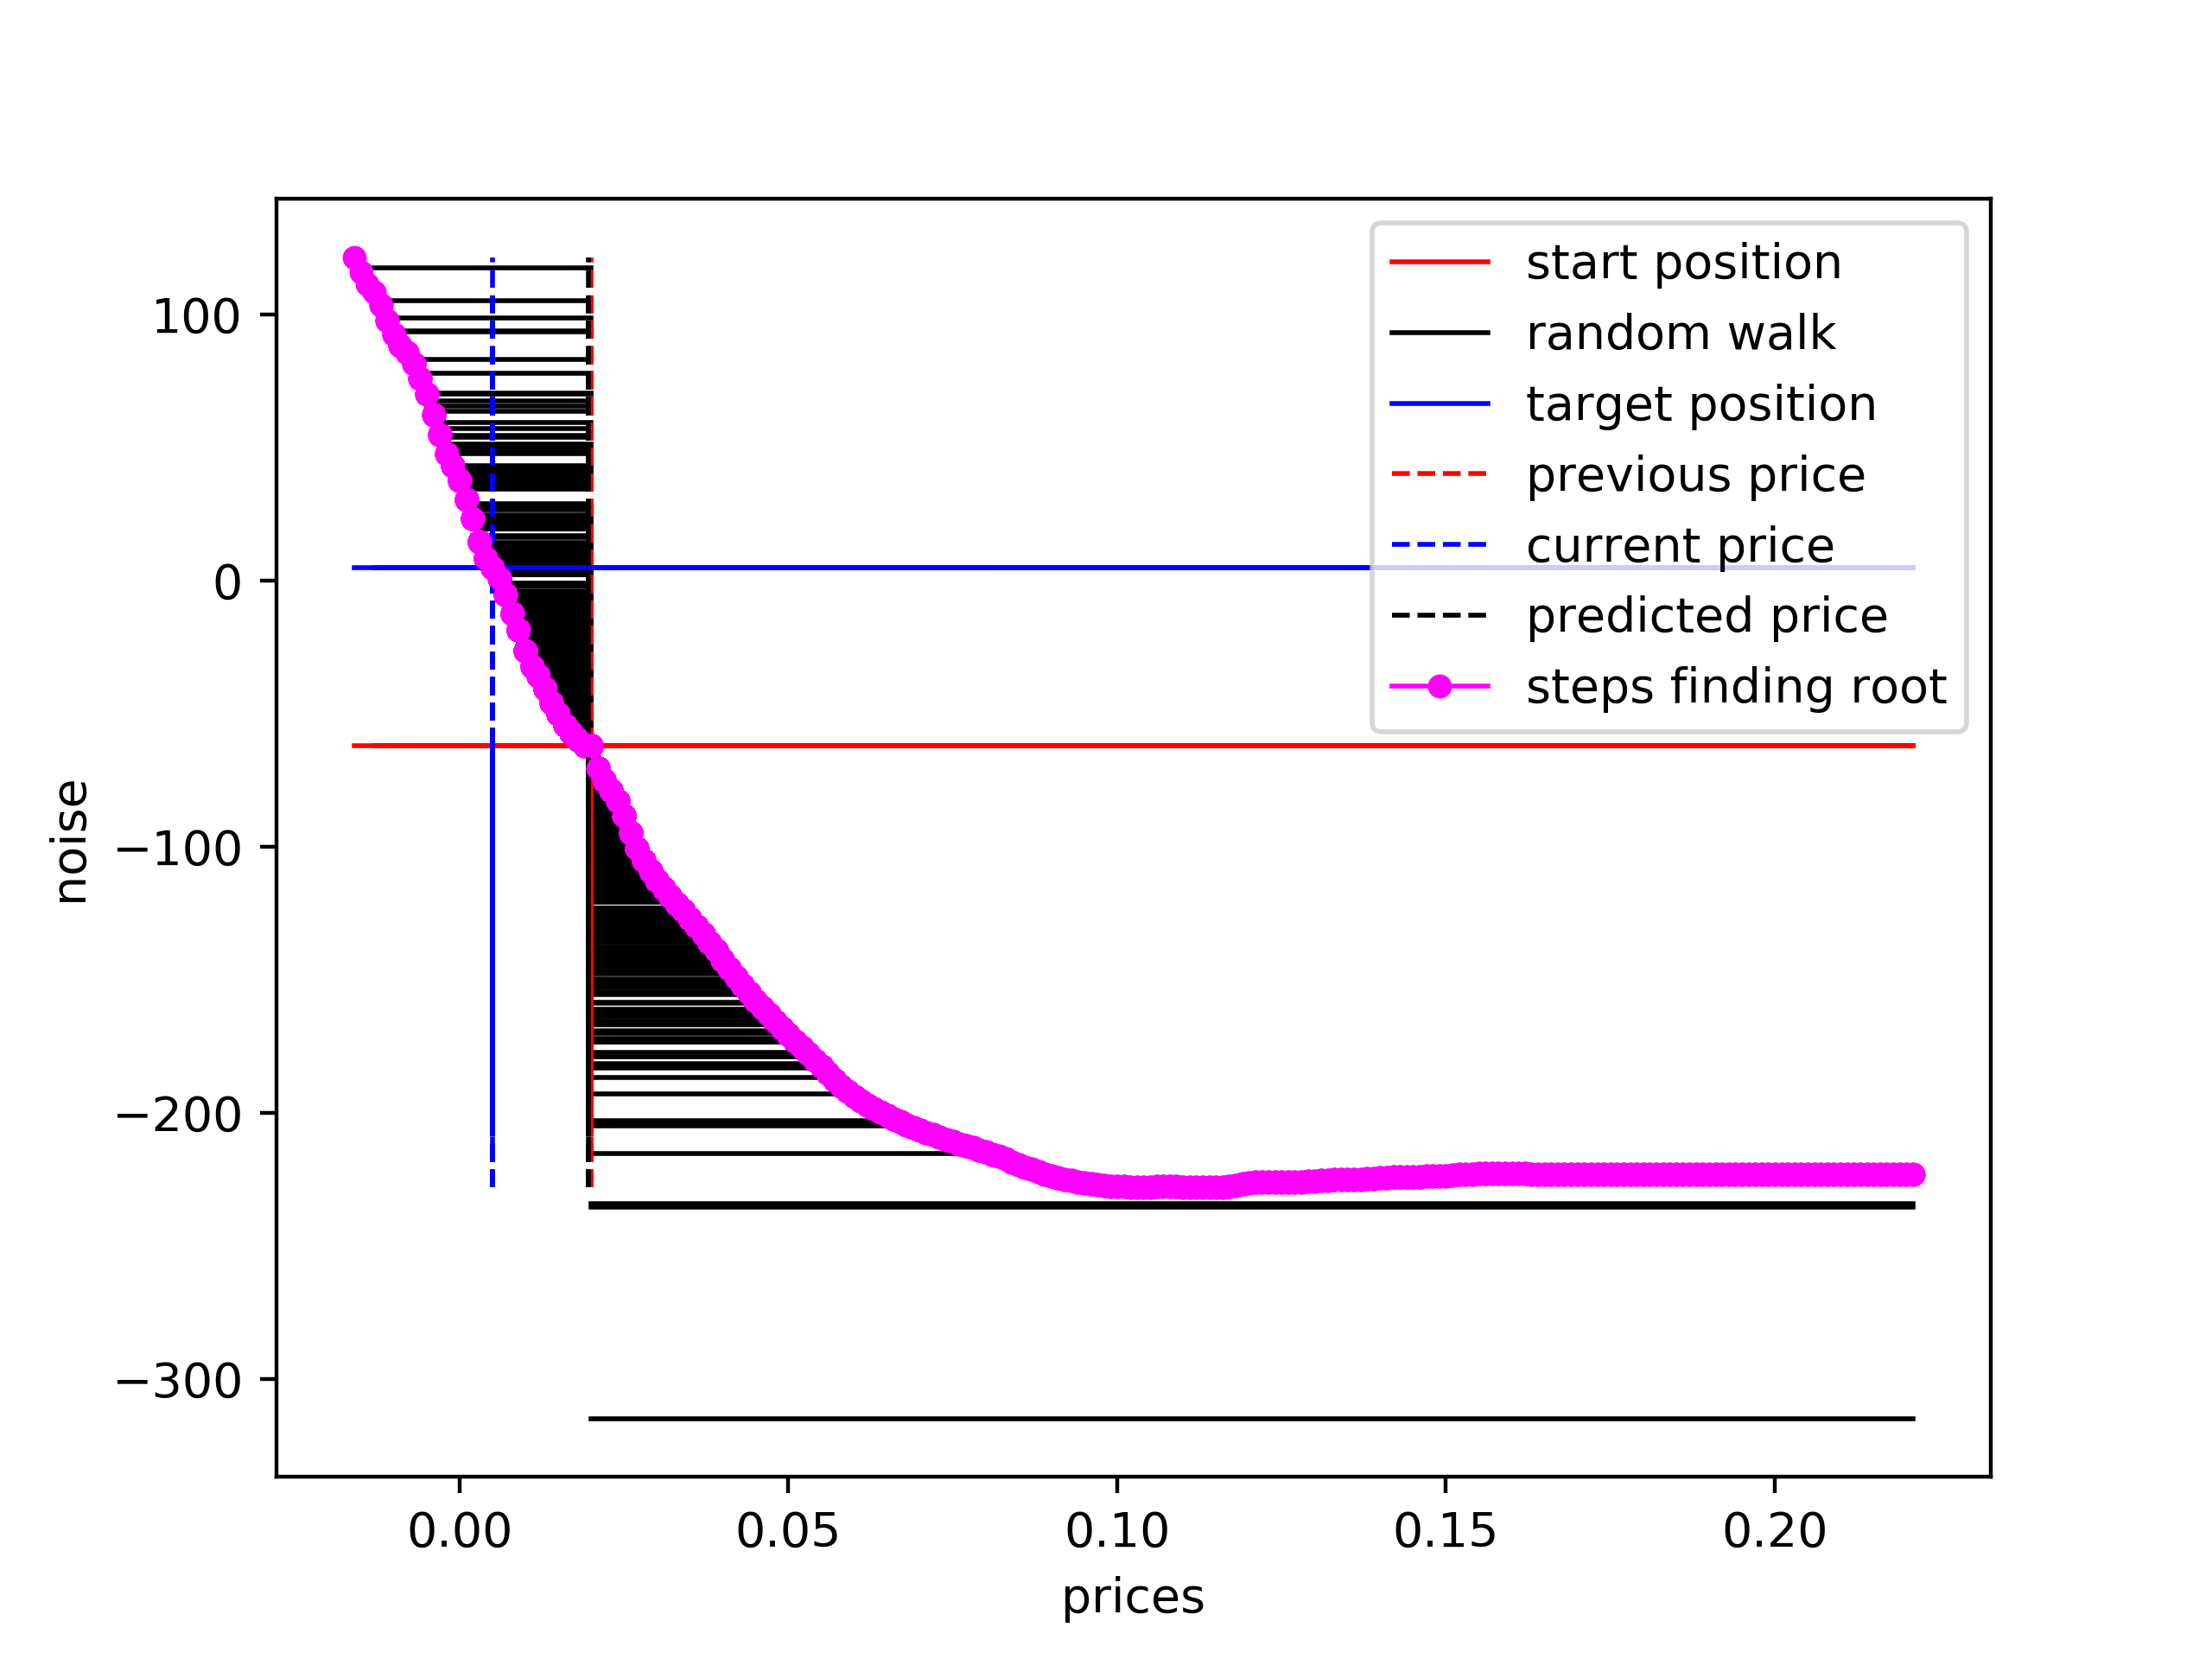 start position
random walk
target position
previous price
current price
predicted price
steps finding root
100
0
−100
−200
−300
noise
0.00 0.05 0.10 0.15 0.20
prices